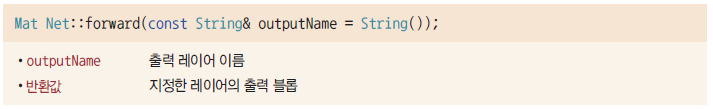 Mat Net::forward(const String& outputName = String());
• outputName 출력 레이어 이름
• 반환값 지정한 레이어의 출력 블롭